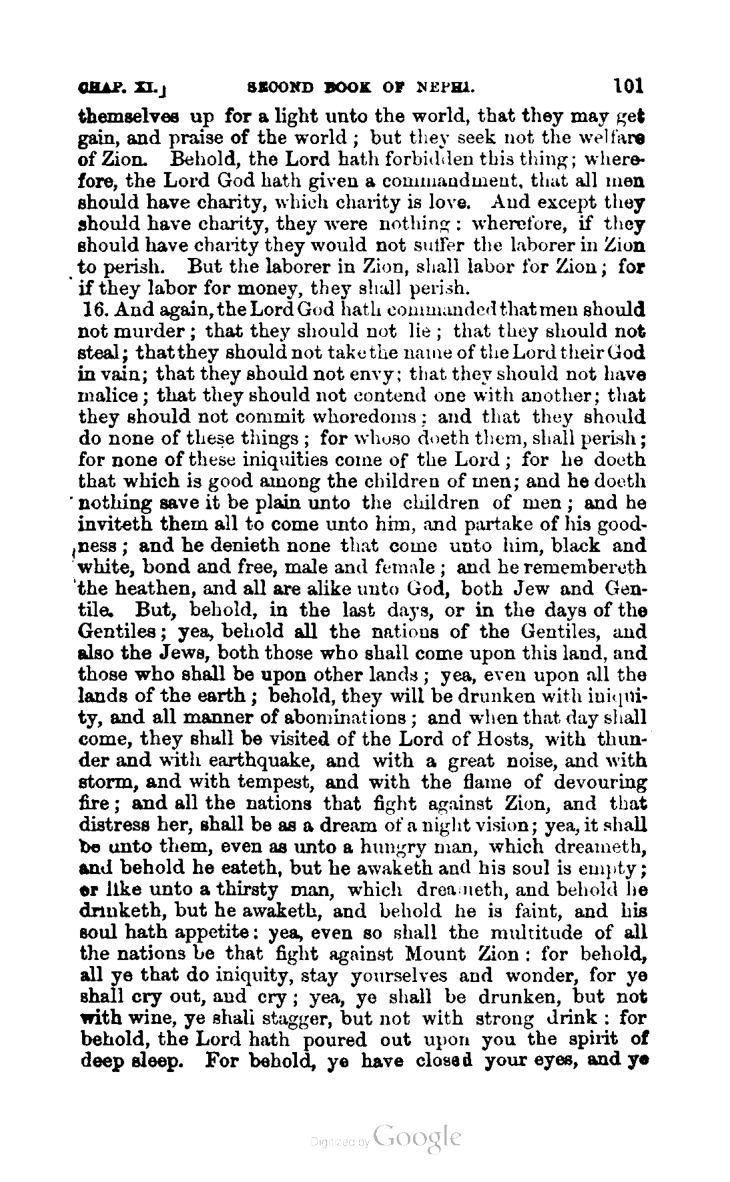 CHAP. XI.] SECOND BOOK OF NEPHI. 101
themselves up for a light unto the world, that they may get
gain, and praise of the world ; but they seek not the welfare
of Zion. Behold, the Lord hath forbidden this thing; where-
fore, the Lord God hath given a commandment, that all men
should have charity, which charity is love. And except they
should have charity, they were nothing : wherefore, if they
should have charity they would not suffer the laborer in Zion
to perish. But the laborer in Zion, shall labor for Zion; for
if they labor for money, they shall perish.
16. And again, the Lord God hath commanded that men should
not murder ; that they should not lie ; that they should not
steal; that they should not take the name of the Lord their God
in vain; that they should not envy; that they should not have
malice ; that they should not contend one with another; that
they should not commit whoredoms ; and that they should
do none of these things ; for whoso doeth them, shall perish ;
for none of these iniquities come of the Lord ; for he doeth
that which is good among the children of men; and he doeth
nothing save it be plain unto the children of men ; and he
inviteth them all to come unto him, and partake of his good-
ness ; and he denieth none that come unto him, black and
white, bond and free, male and female ; and he remembereth
the heathen, and all are alike unto God, both Jew and Gen-
tile. But, behold, in the last days, or in the days of the
Gentiles ; yea, behold all the nations of the Gentiles, and
also the Jews, both those who shall come upon this land, and
those who shall be upon other lands ; yea, even upon all the
lands of the earth ; behold, they will be drunken with iniqui-
ty, and all manner of abominations ; and when that day shall
come, they shall be visited of the Lord of Hosts, with thun-
der and with earthquake, and with a great noise, and with
storm, and with tempest, and with the flame of devouring
fire ; and all the nations that fight against Zion, and that
distress her, shall be as a dream of a night vision; yea, it shall
be unto them, even as unto a hungry man, which dreameth,
and behold he eateth, but he awaketh and his soul is empty ;
or like unto a thirsty man, which dreameth, and behold he
drinketh, but he awaketh, and behold he is faint, and his
soul hath appetite : yea, even so shall the multitude of all
the nations be that fight against Mount Zion : for behold,
all ye that do iniquity, stay yourselves and wonder, for ye
shall cry out, and cry ; yea, ye shall be drunken, but not
with wine, ye shall stagger, but not with strong drink : for
behold, the Lord hath poured out upon you the spirit of
deep sleep. For behold, ye have closed your eyes, and ye
Digitized by Google